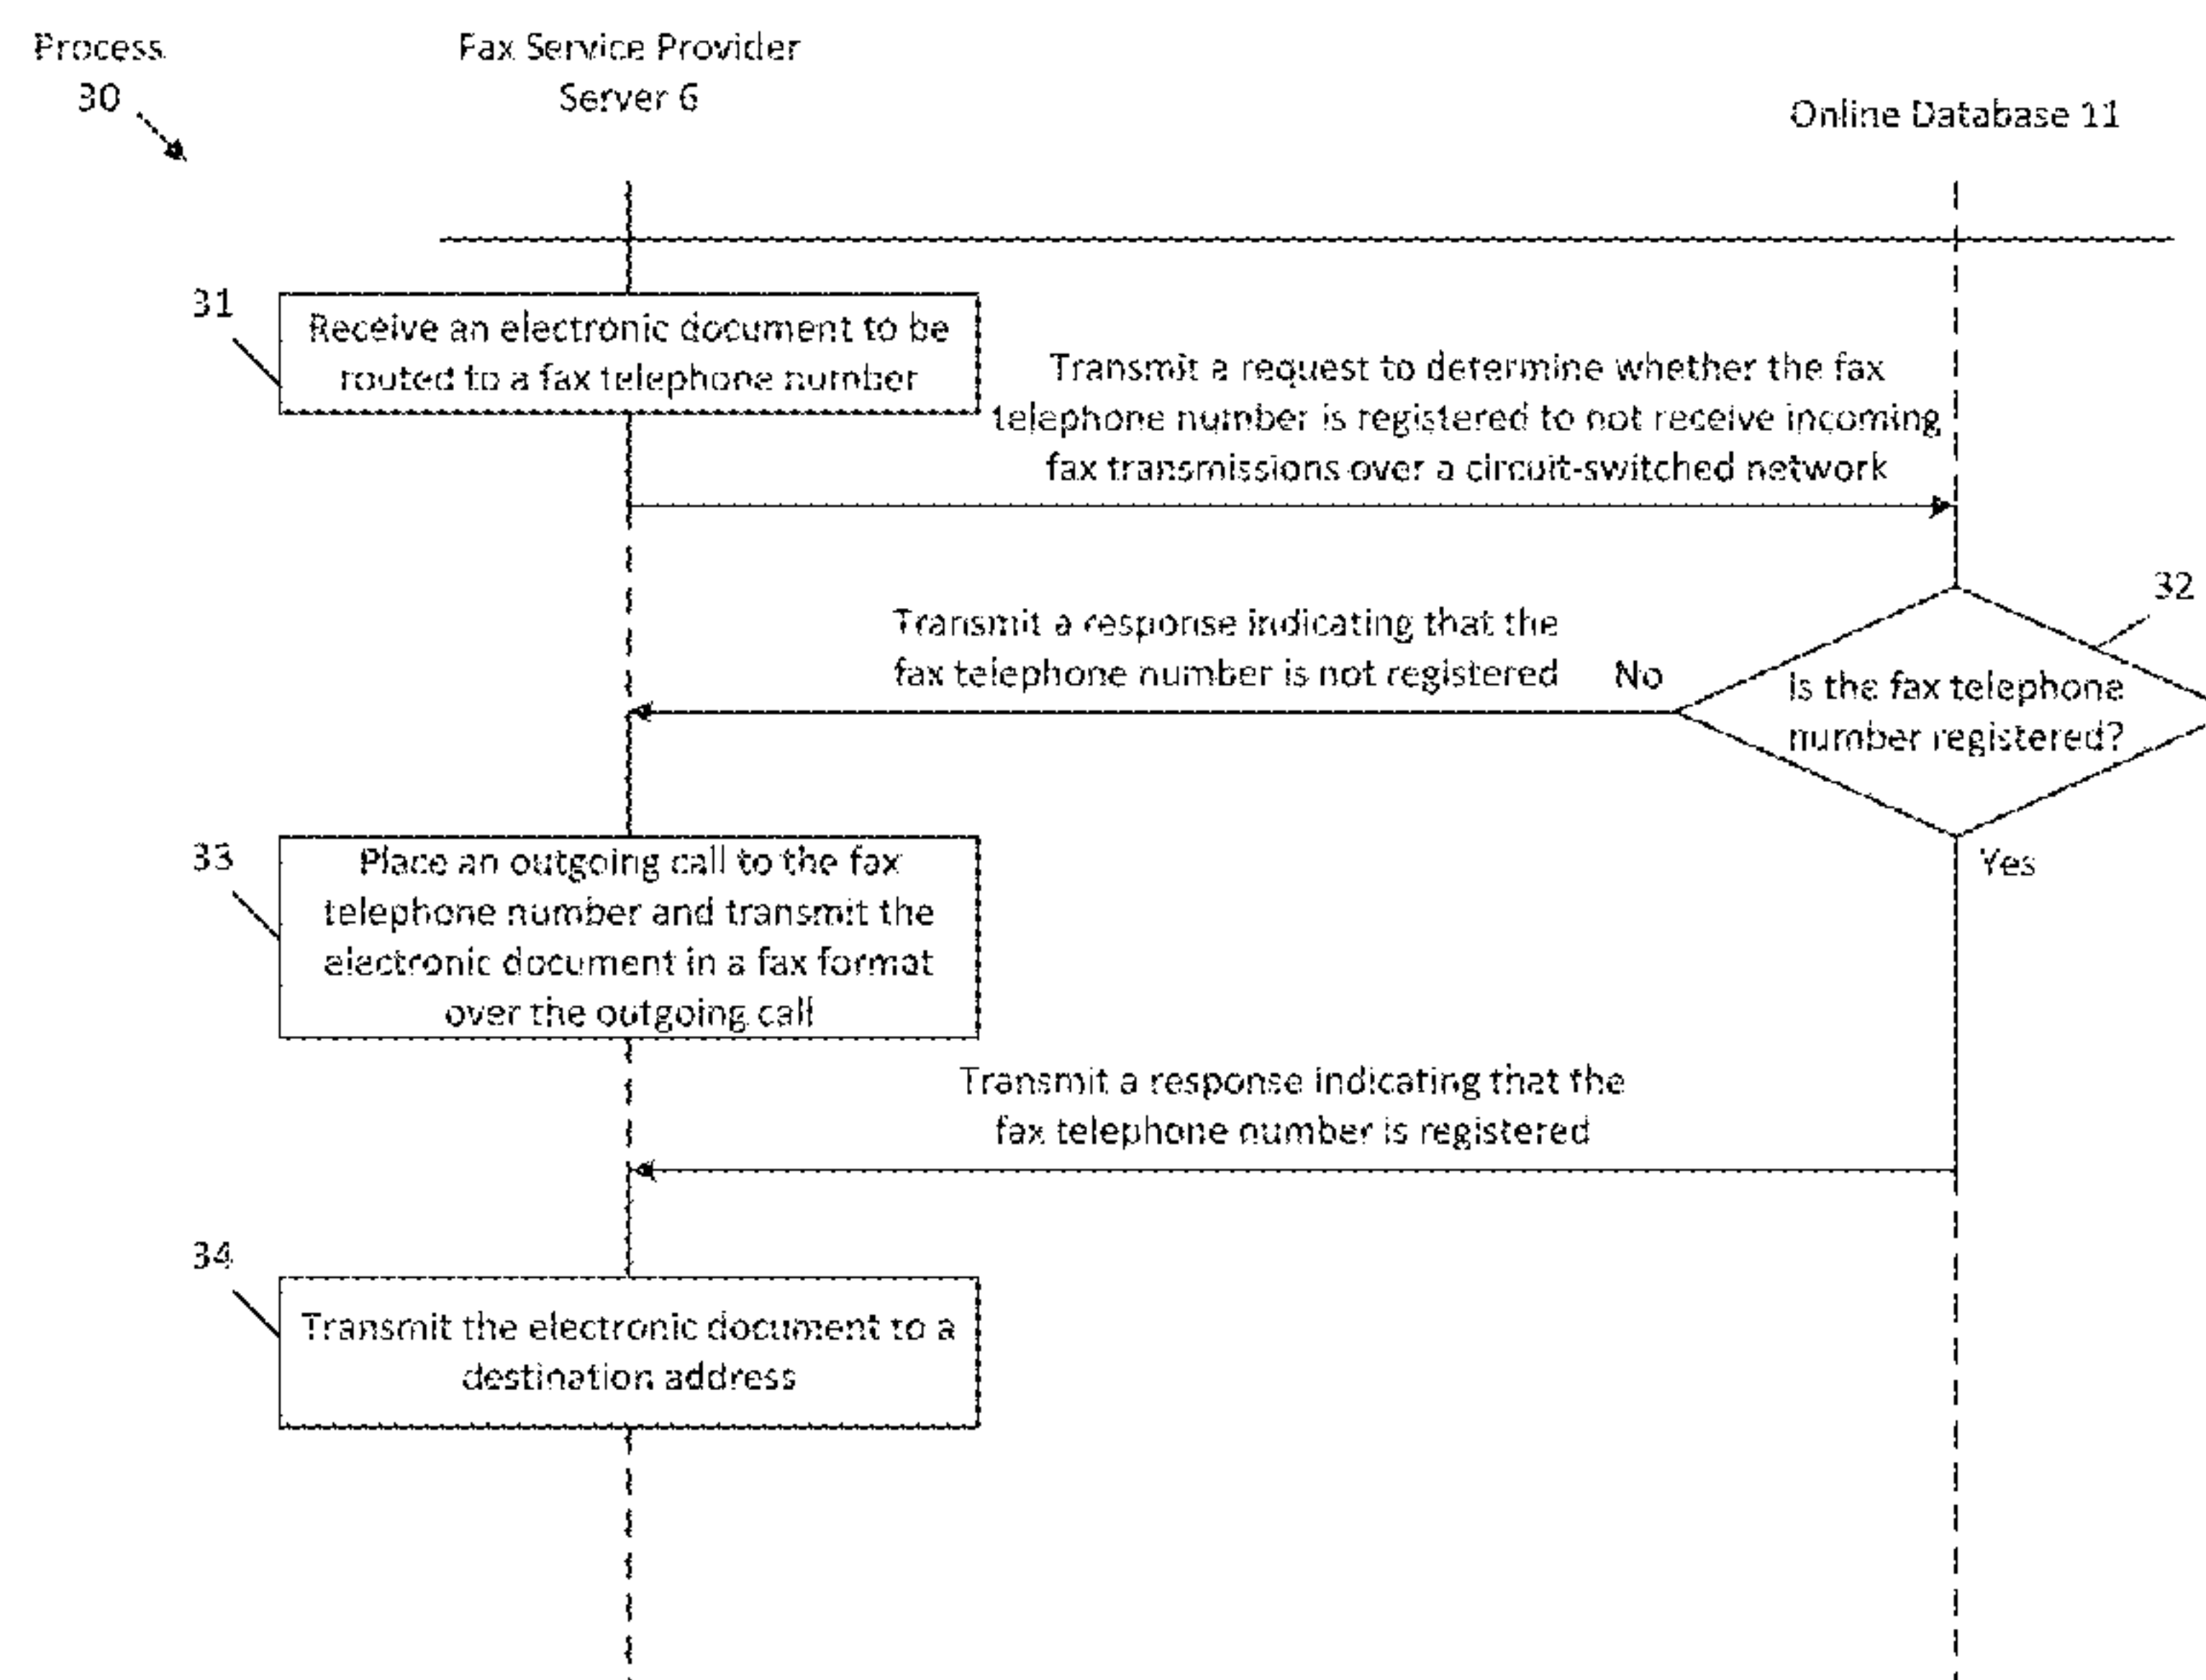 Process
30
Fax Service Provider
Server 6
Online Database 11
31
Receive an electronic document to be
routed to a fax telephone number
Transmit a request to determine whether the fax
telephone number is registered to not receive incoming
fax transmissions over a circuit-switched network
32
Transmit a response indicating that the
fax telephone number is not registered
No
Is the fax telephone
number registered?
33
Place an outgoing call to the fax
telephone number and transmit the
electronic document in a fax format
over the outgoing call
Yes
Transmit a response indicating that the
fax telephone number is registered
34
Transmit the electronic document to a
destination address